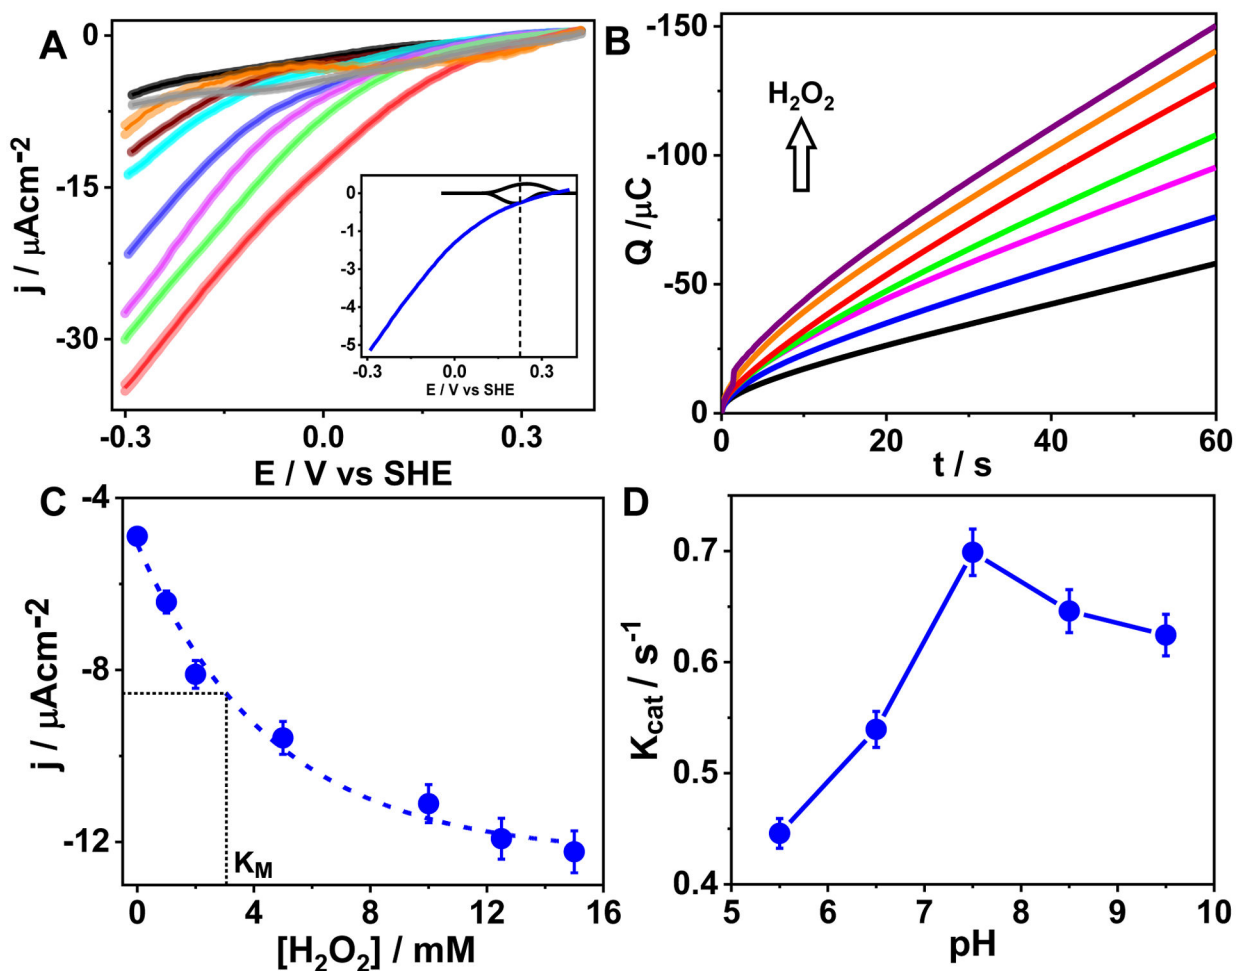 A
0
-15
-30
j / μAcm⁻²
-0.3
0.0
0.3
E / V vs SHE
0
-1
-2
-3
-4
-5
-0.3
0.0
0.3
E / V vs SHE
B
-150
-100
-50
0
Q /μC
H₂O₂
0
20
40
60
t / s
C
-4
-8
-12
j / μAcm⁻²
K_M
0
4
8
12
16
[H₂O₂] / mM
D
0.7
0.6
0.5
0.4
K_cat / s⁻¹
5
6
7
8
9
10
pH